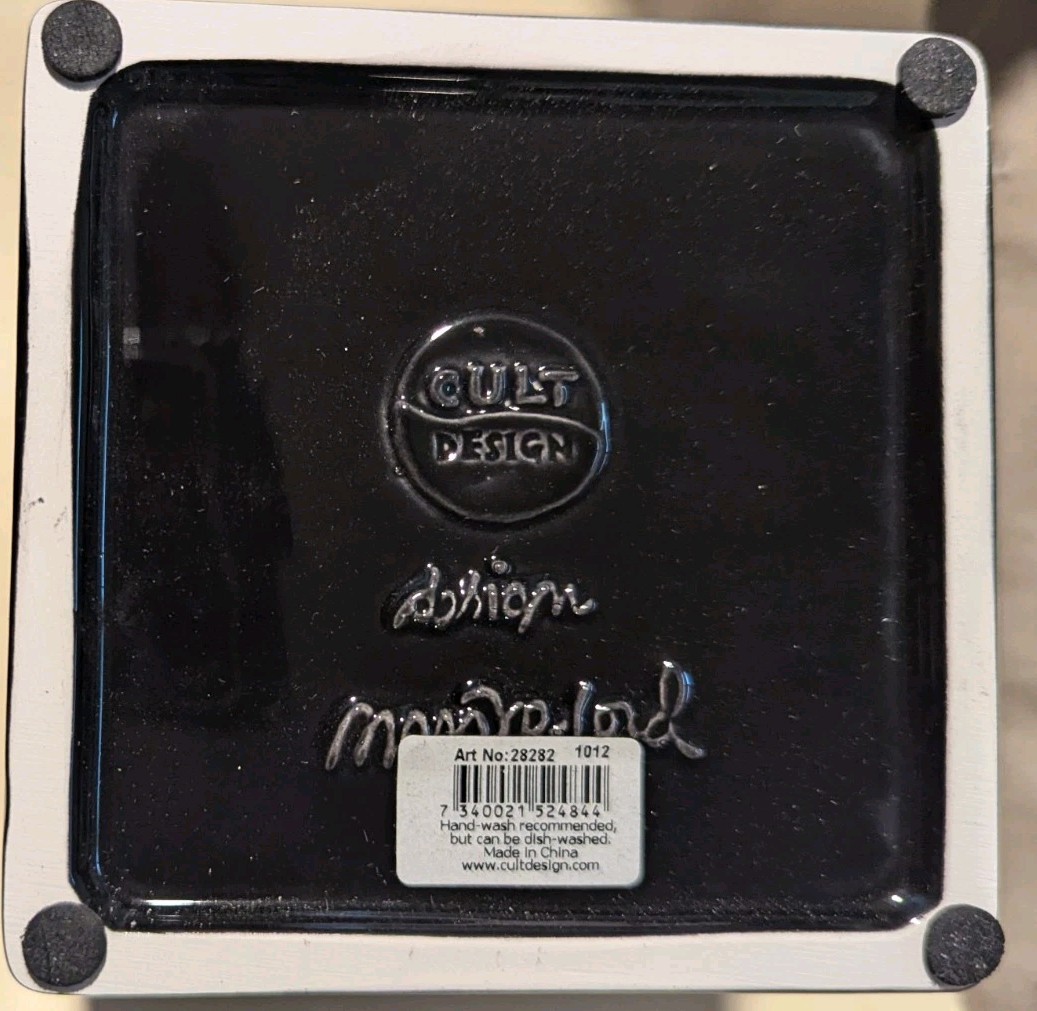 CULT
DESIGN
design
Art No:28282 1012
7 340021 524844
Hand-wash recommended,
but can be dish-washed.
Made in China
www.cultdesign.com